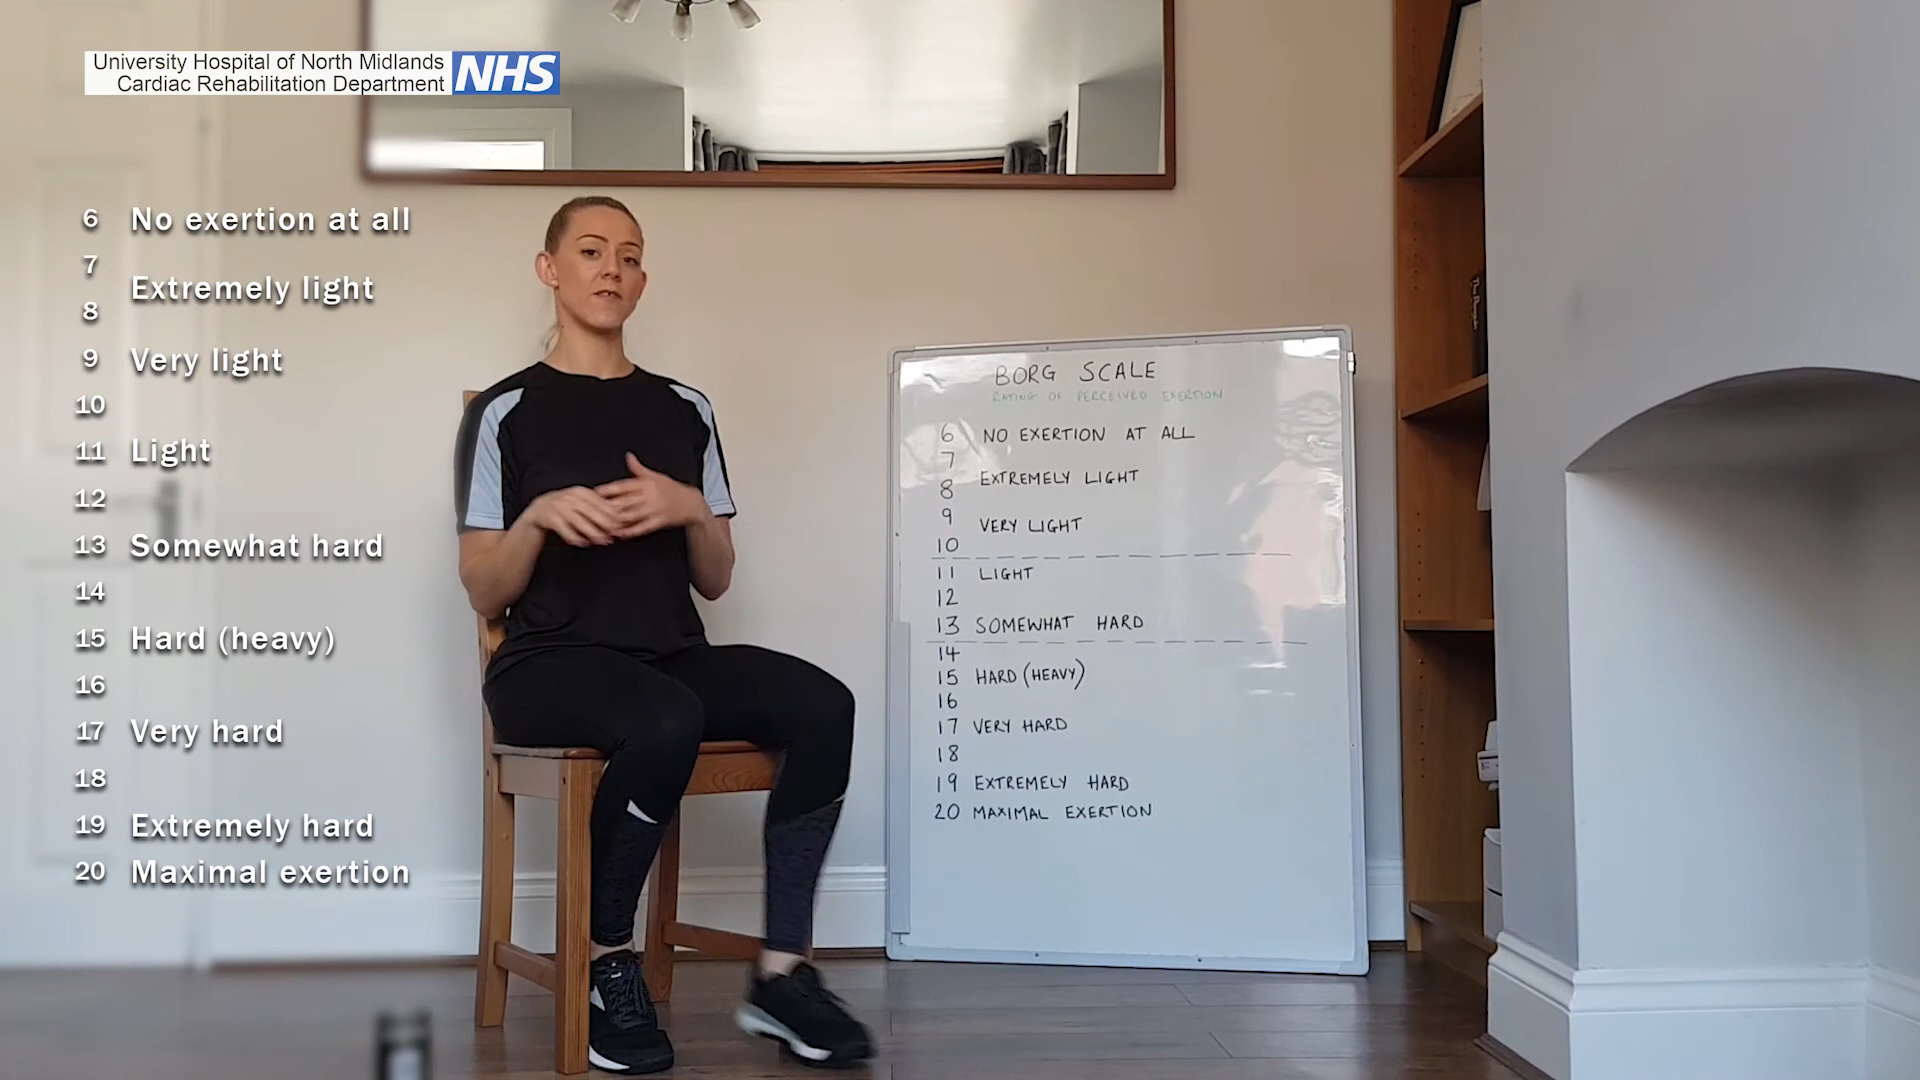 University Hospital of North Midlands
Cardiac Rehabilitation Department
NHS
6 No exertion at all
7
Extremely light
8
9 Very light
10
11 Light
12
13 Somewhat hard
14
15 Hard (heavy)
16
17 Very hard
18
19 Extremely hard
20 Maximal exertion
BORG SCALE
RATING OF PERCEIVED EXERTION
6 NO EXERTION AT ALL
7
EXTREMELY LIGHT
8
9 VERY LIGHT
10
11 LIGHT
12
13 SOMEWHAT HARD
14
15 HARD (HEAVY)
16
17 VERY HARD
18
19 EXTREMELY HARD
20 MAXIMAL EXERTION